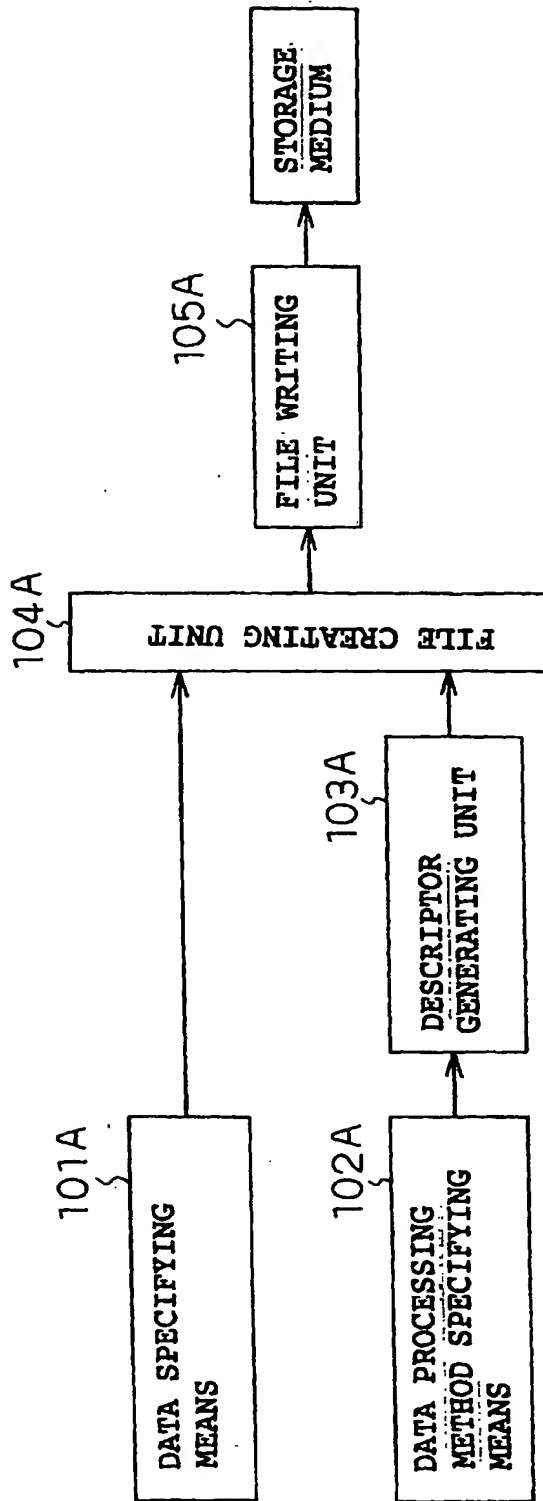 101A
DATA SPECIFYING
MEANS
102A
DATA PROCESSING
METHOD SPECIFYING
MEANS
103A
DESCRIPTOR
GENERATING UNIT
104A
FILE CREATING UNIT
105A
FILE WRITING
UNIT
STORAGE
MEDIUM